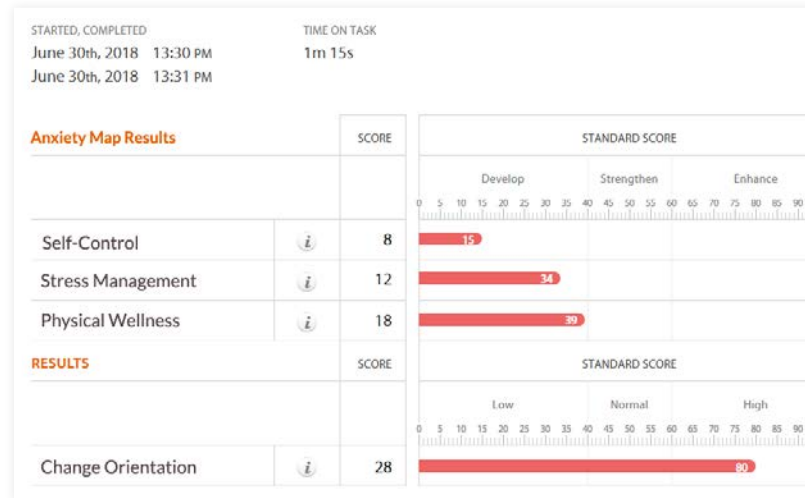 STARTED, COMPLETED TIME ON TASK
June 30th, 2018 13:30 PM 1m 15s
June 30th, 2018 13:31 PM
Anxiety Map Results SCORE STANDARD SCORE
Develop Strengthen Enhance
0 5 10 15 20 25 30 35 40 45 50 55 60 65 70 75 80 85 90
Self-Control i 8 15
Stress Management i 12 34
Physical Wellness i 18 39
RESULTS SCORE STANDARD SCORE
Low Normal High
0 5 10 15 20 25 30 35 40 45 50 55 60 65 70 75 80 85 90
Change Orientation i 28 80